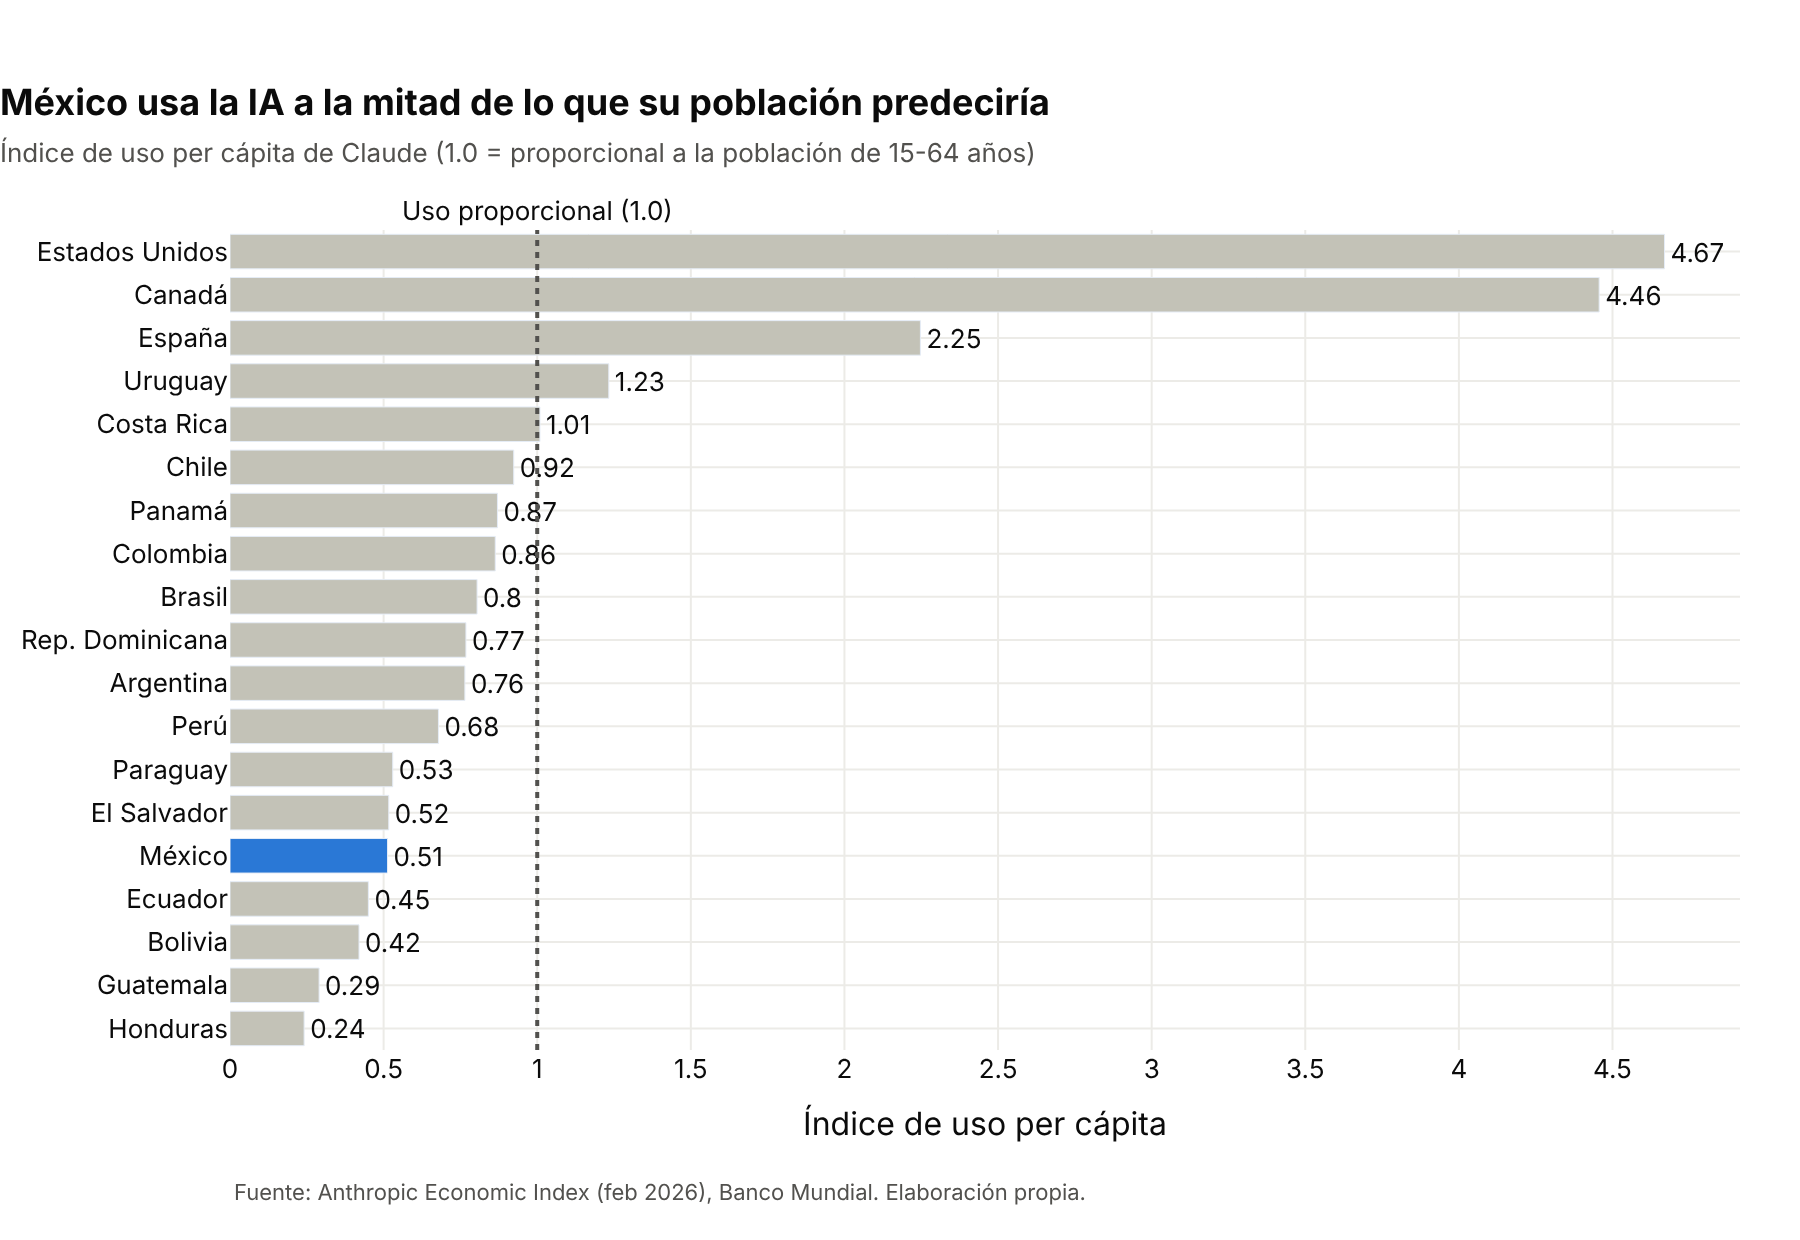 México usa la IA a la mitad de lo que su población predeciría
Índice de uso per cápita de Claude (1.0 = proporcional a la población de 15-64 años)
Uso proporcional (1.0)
Estados Unidos 4.67
Canadá 4.46
España 2.25
Uruguay 1.23
Costa Rica 1.01
Chile 0.92
Panamá 0.87
Colombia 0.86
Brasil 0.8
Rep. Dominicana 0.77
Argentina 0.76
Perú 0.68
Paraguay 0.53
El Salvador 0.52
México 0.51
Ecuador 0.45
Bolivia 0.42
Guatemala 0.29
Honduras 0.24
0 0.5 1 1.5 2 2.5 3 3.5 4 4.5
Índice de uso per cápita
Fuente: Anthropic Economic Index (feb 2026), Banco Mundial. Elaboración propia.